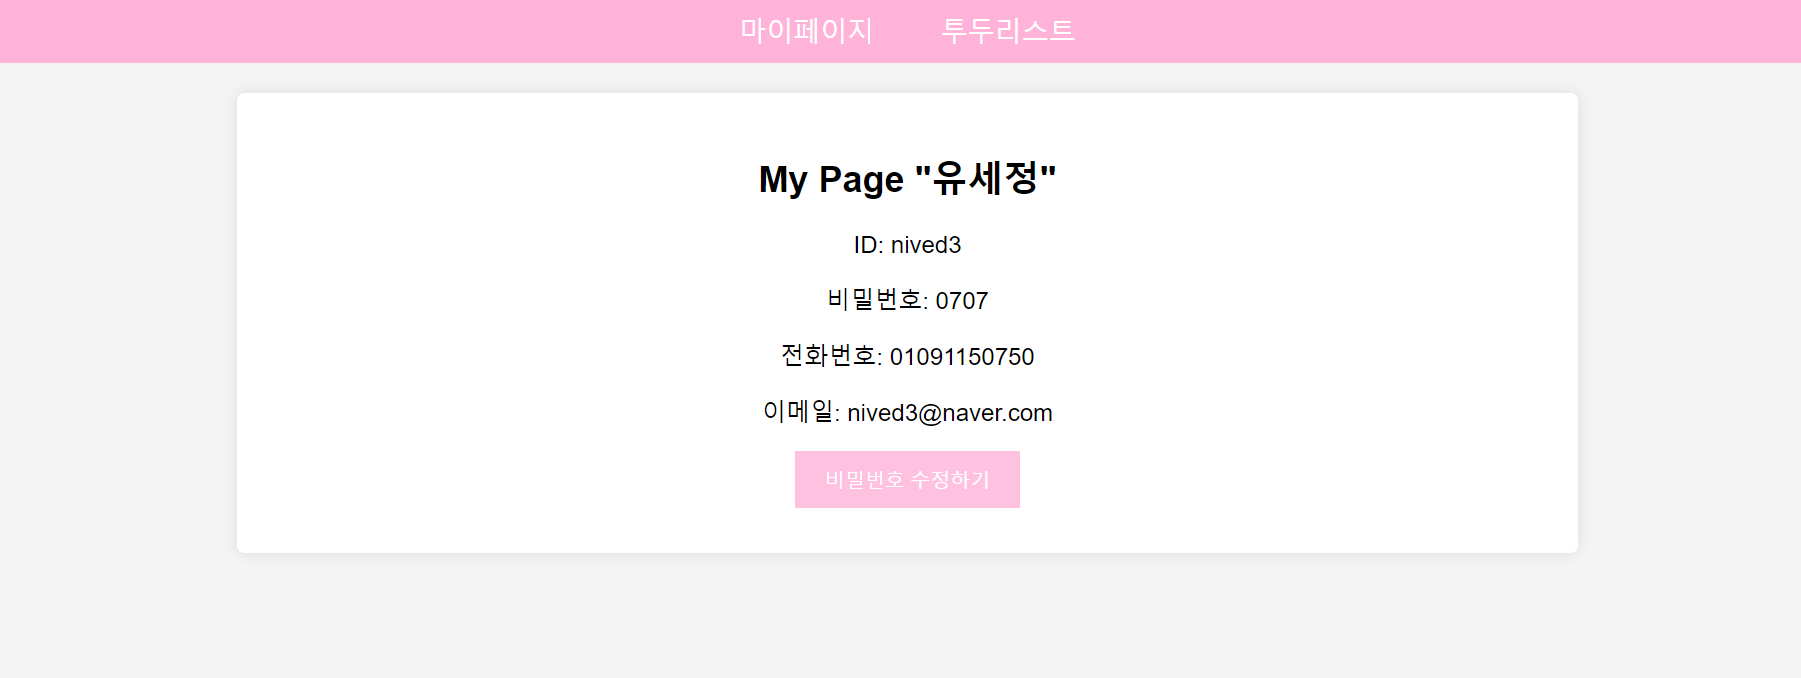 마이페이지 투두리스트
My Page "유세정"
ID: nived3
비밀번호: 0707
전화번호: 01091150750
이메일: nived3@naver.com
비밀번호 수정하기